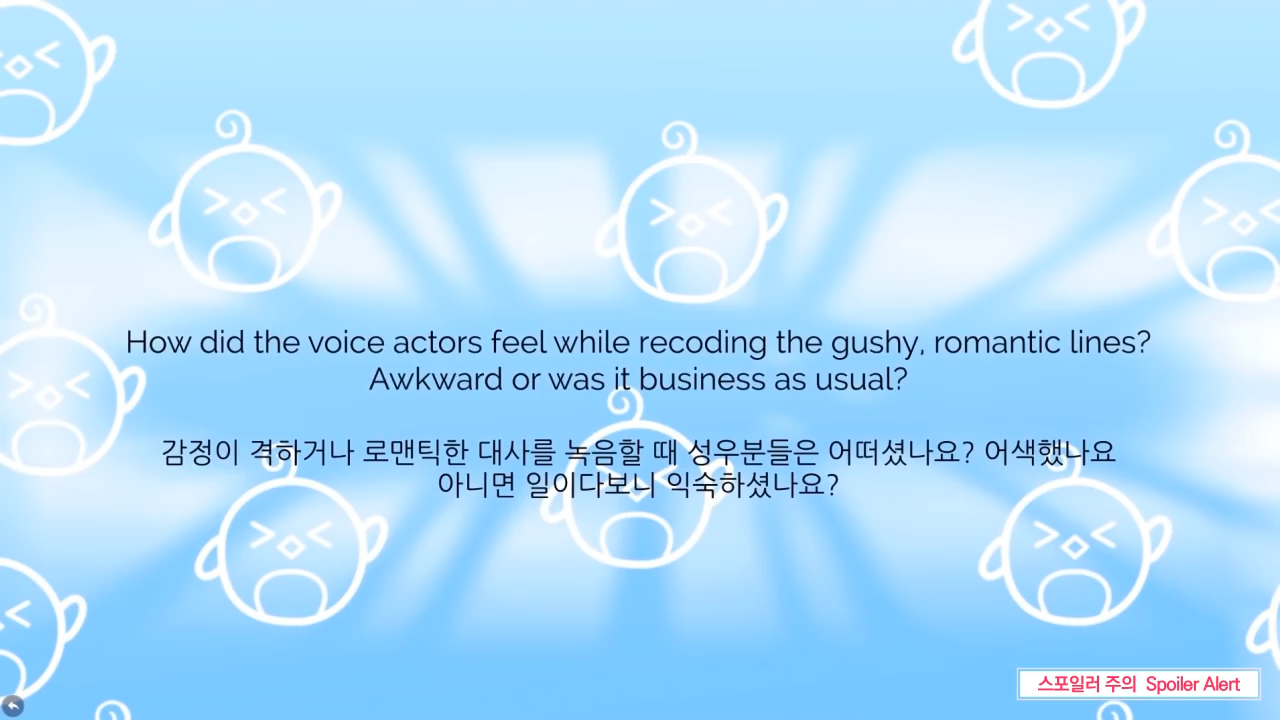 How did the voice actors feel while recoding the gushy, romantic lines?
Awkward or was it business as usual?
감정이 격하거나 로맨틱한 대사를 녹음할 때 성우분들은 어떠셨나요? 어색했나요
아니면 일이다보니 익숙하셨나요?
스포일러 주의 Spoiler Alert